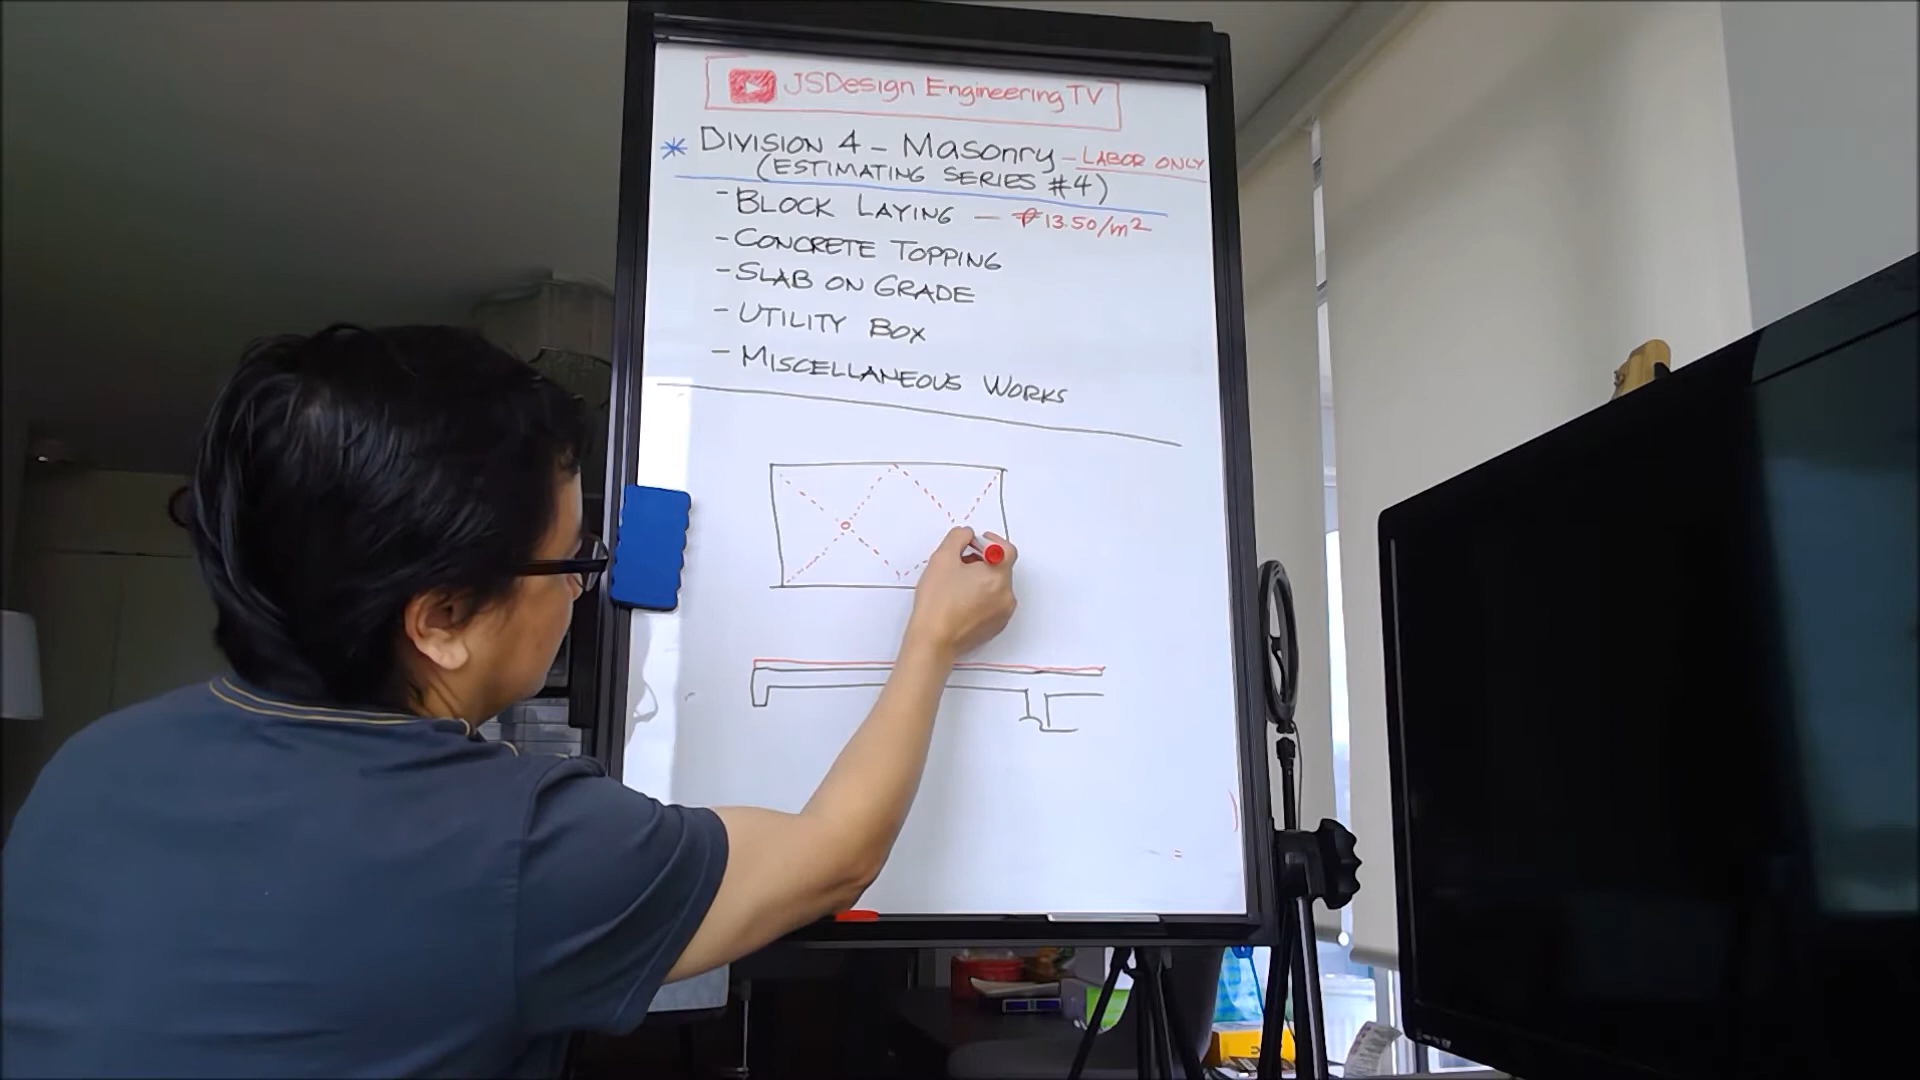 JSDesign Engineering TV
* DIVISION 4 - MASONRY - LABOR ONLY
(ESTIMATING SERIES #4)
- BLOCK LAYING - ₱13.50/m²
- CONCRETE TOPPING
- SLAB ON GRADE
- UTILITY BOX
- MISCELLANEOUS WORKS